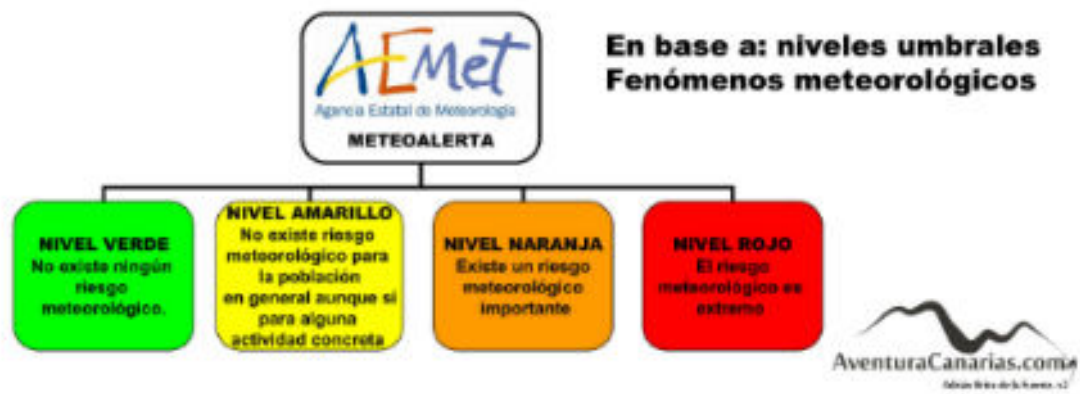 AEMet
Agencia Estatal de Meteorología
METEOALERTA
En base a: niveles umbrales
Fenómenos meteorológicos
NIVEL VERDE
No existe ningún
riesgo
meteorológico.
NIVEL AMARILLO
No existe riesgo
meteorológico para
la población
en general aunque si
para alguna
actividad concreta
NIVEL NARANJA
Existe un riesgo
meteorológico
importante
NIVEL ROJO
El riesgo
meteorológico es
extremo
AventuraCanarias.com